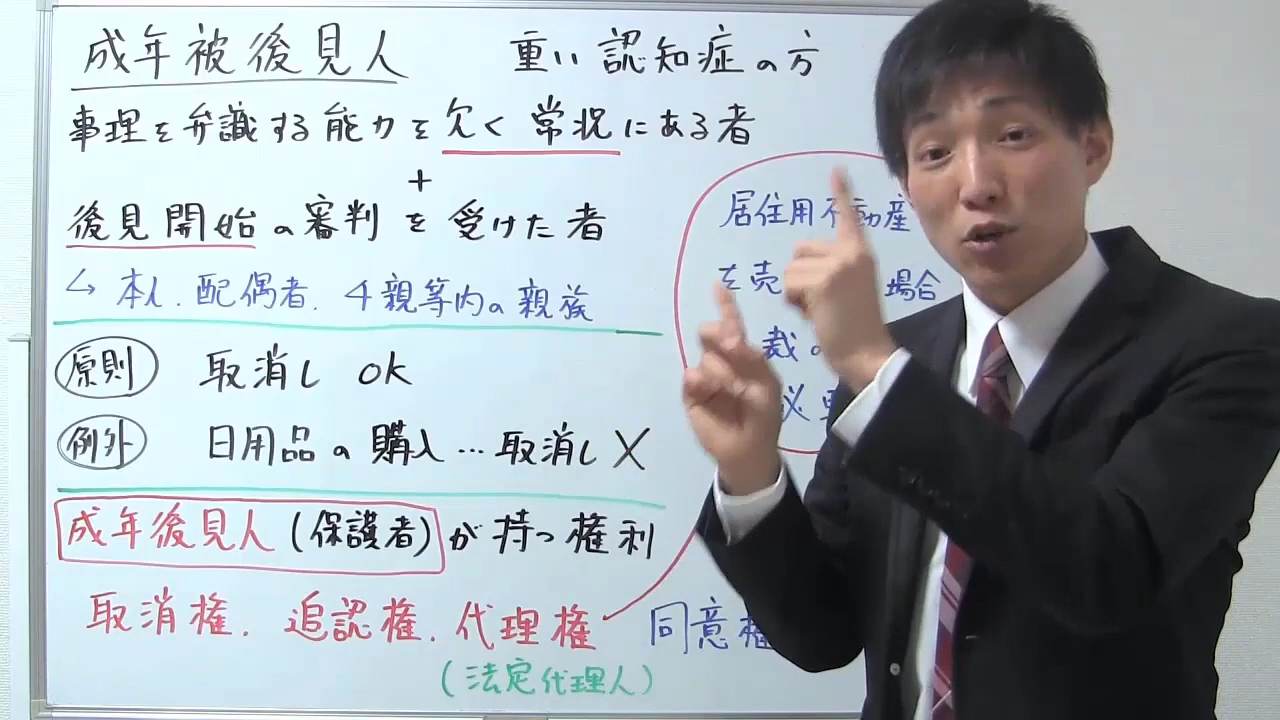 成年被後見人 重い認知症の方
事理を弁識する能力を欠く常況にある者
+
後見開始の審判を受けた者
↳ 本人.配偶者.4親等内の親族
原則 取消し OK
例外 日用品の購入…取消し X
成年後見人(保護者)が持つ権利
取消権.追認権.代理権 同意権
(法定代理人)
居住用不動産
を売 場合
裁の
必要